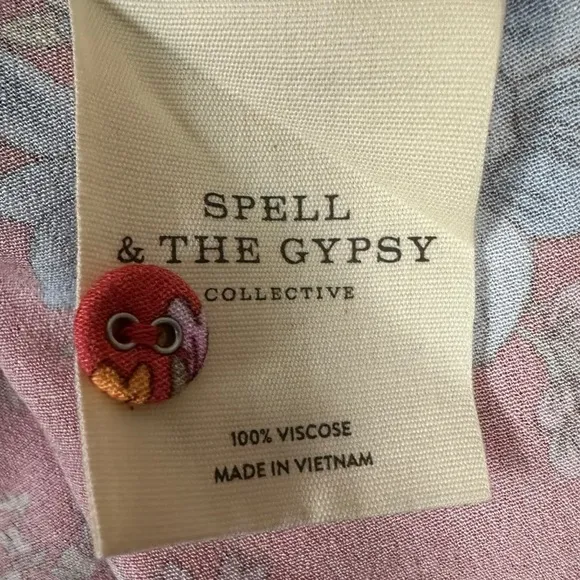 SPELL
& THE GYPSY
COLLECTIVE
100% VISCOSE
MADE IN VIETNAM